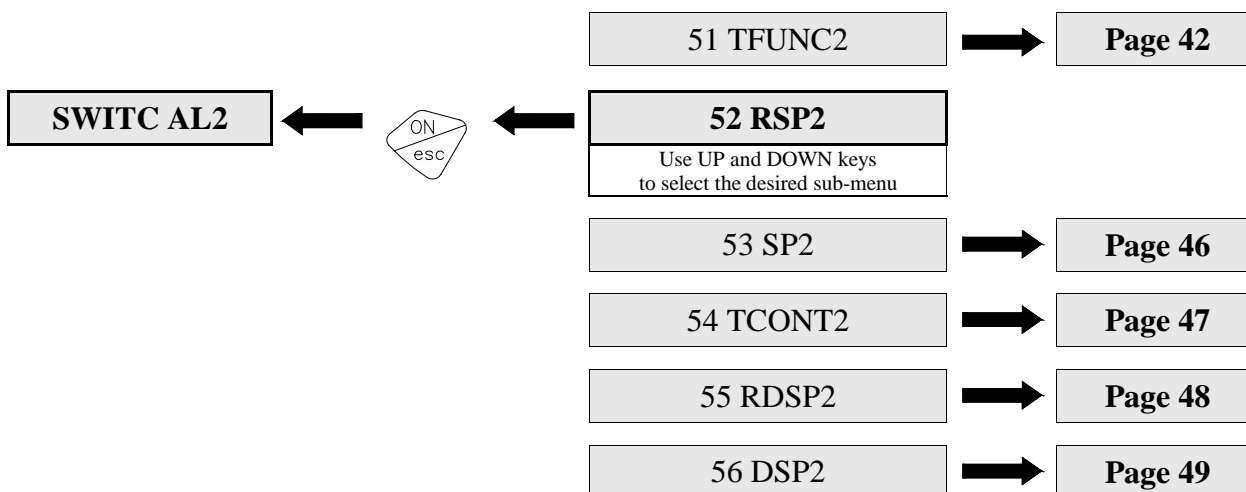 51 TFUNC2
Page 42
SWITC AL2
ON
esc
52 RSP2
Use UP and DOWN keys
to select the desired sub-menu
53 SP2
Page 46
54 TCONT2
Page 47
55 RDSP2
Page 48
56 DSP2
Page 49